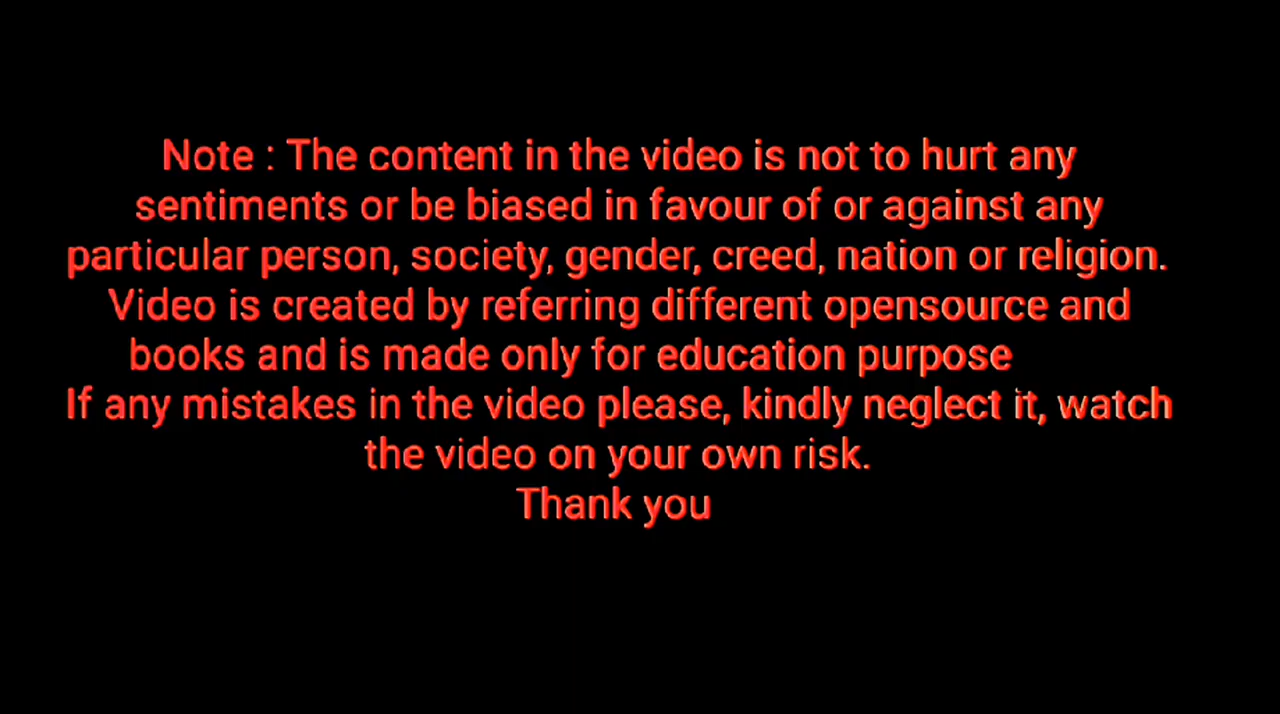 Note : The content in the video is not to hurt any
sentiments or be biased in favour of or against any
particular person, society, gender, creed, nation or religion.
Video is created by referring different opensource and
books and is made only for education purpose
If any mistakes in the video please, kindly neglect it, watch
the video on your own risk.
Thank you